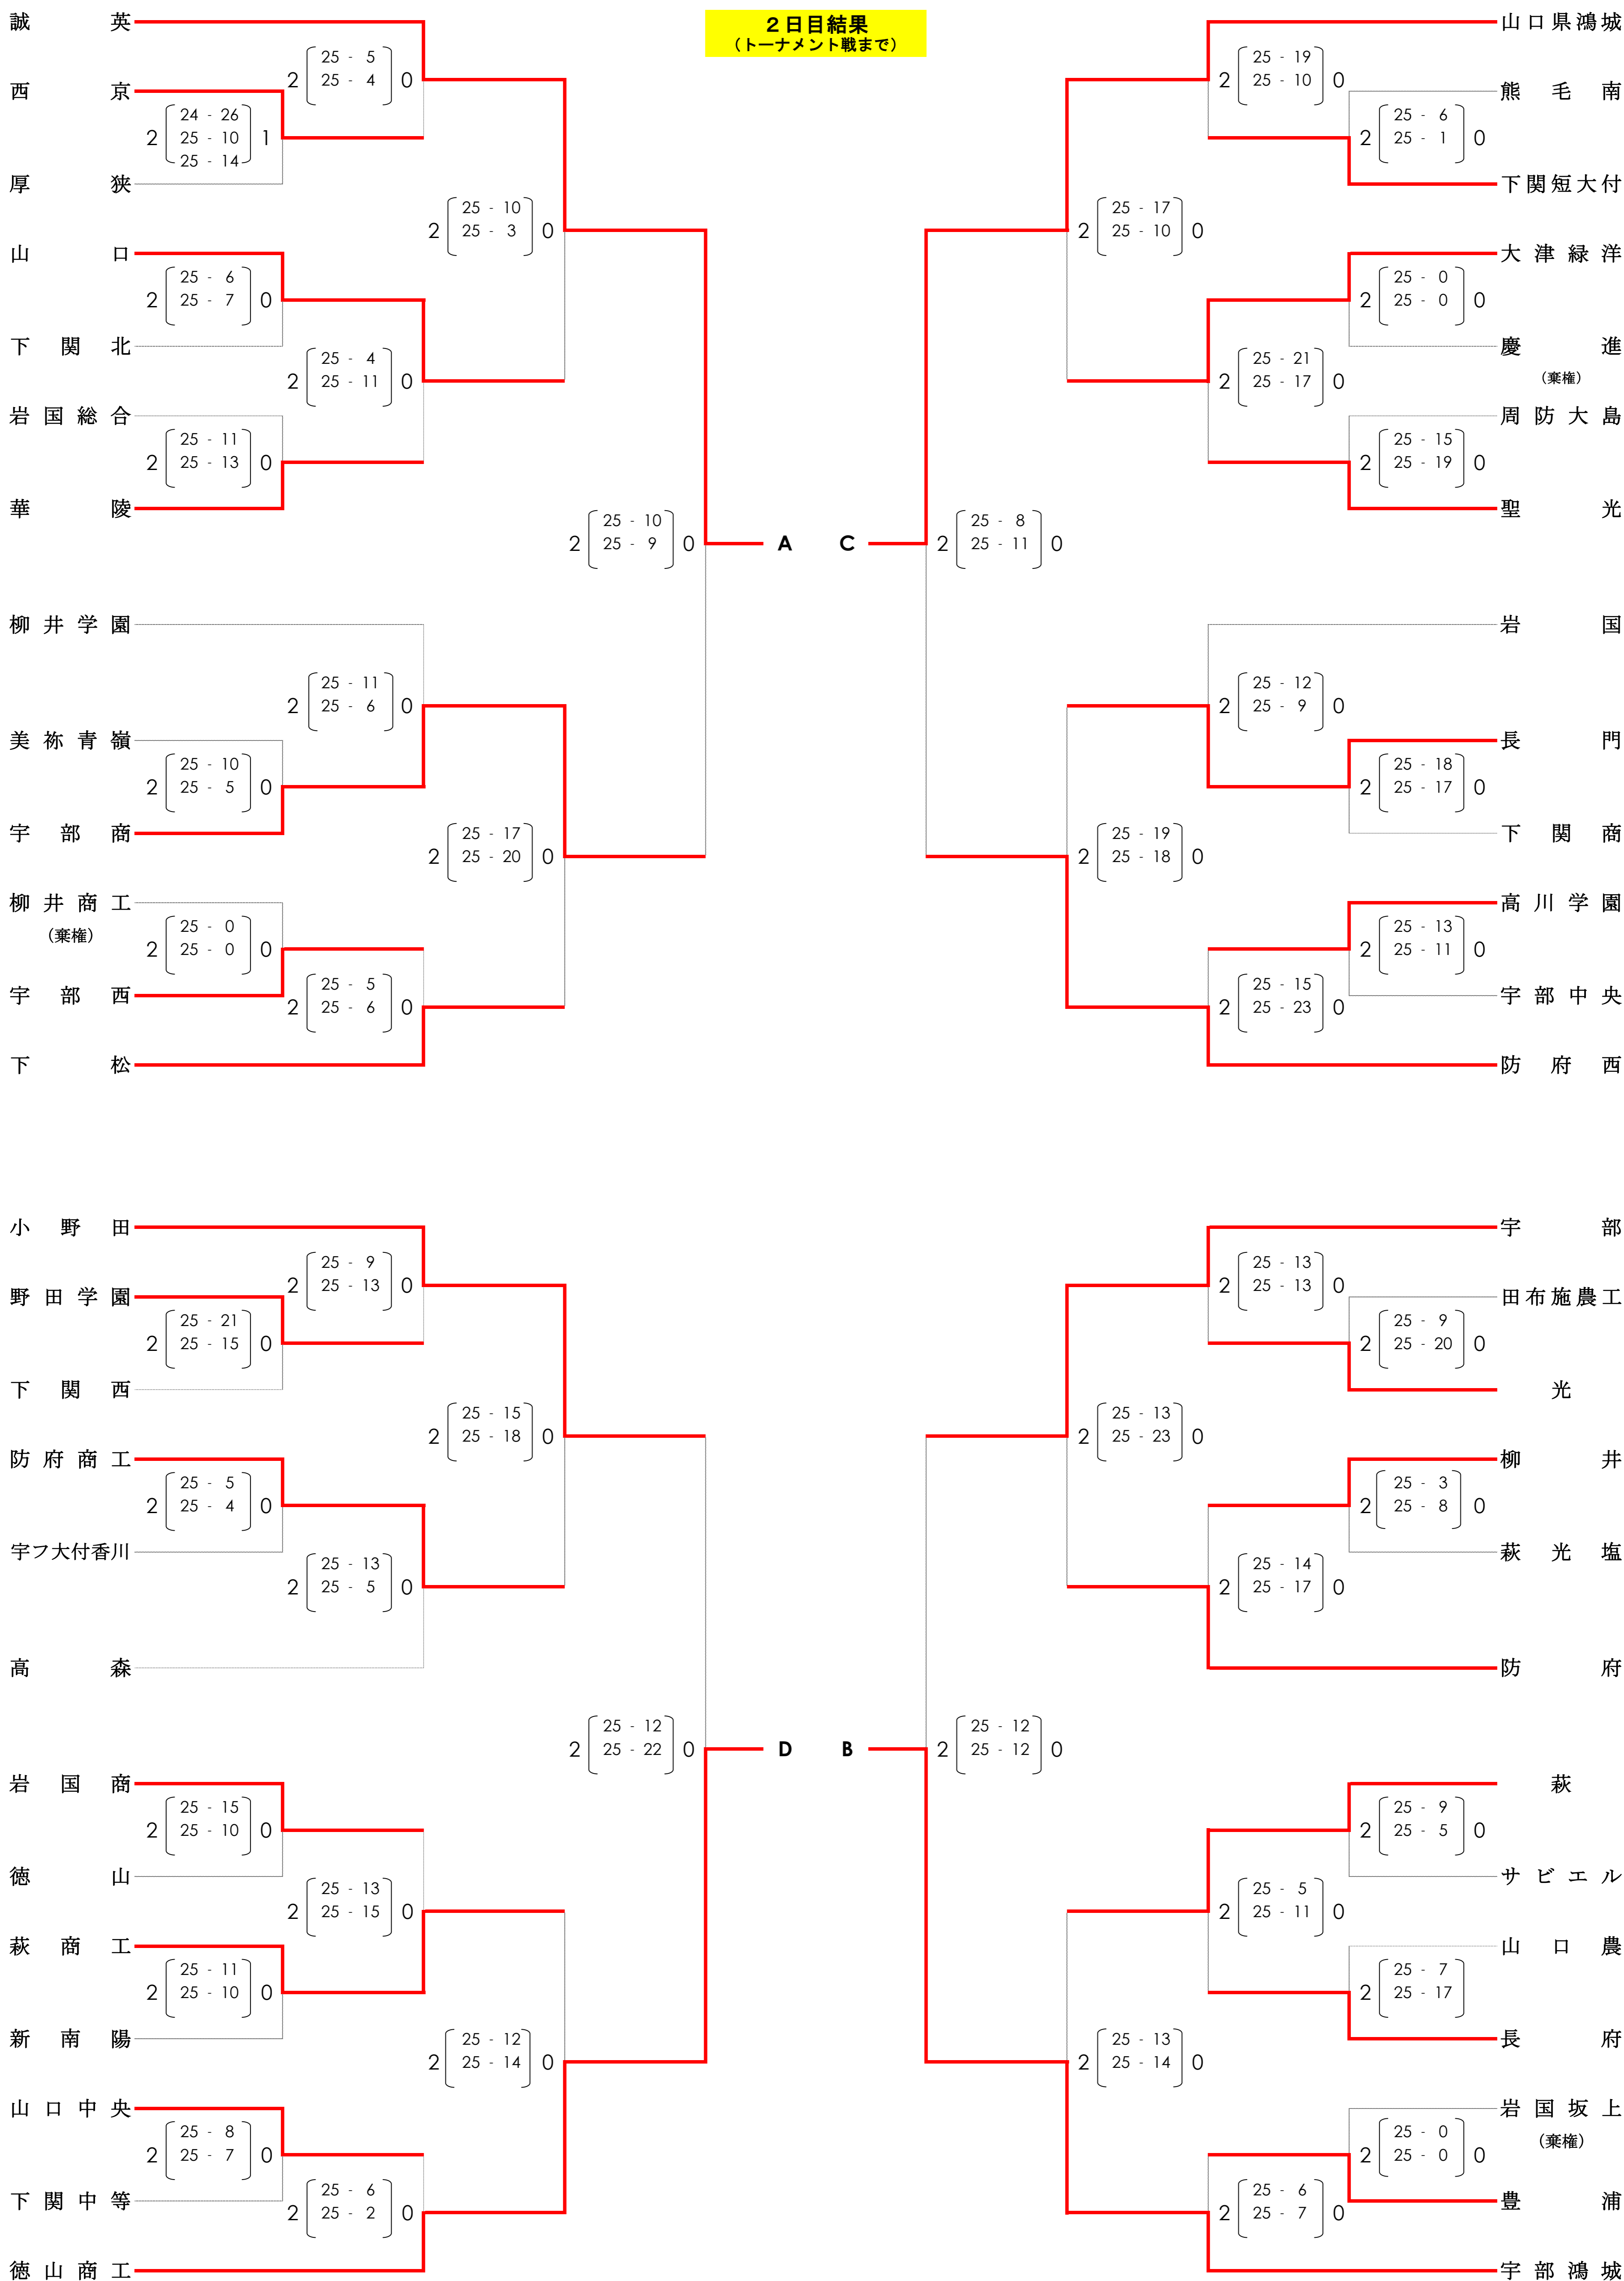 2日目結果
(トーナメント戦まで)
誠英
25 - 5
2 25 - 4 0
西京
24 - 26
2 25 - 10 1
25 - 14
厚狭
25 - 10
2 25 - 3 0
山口
25 - 6
2 25 - 7 0
下関北
25 - 4
2 25 - 11 0
岩国総合
25 - 11
2 25 - 13 0
華陵
25 - 10
2 25 - 9 0
A
柳井学園
25 - 11
2 25 - 6 0
美祢青嶺
25 - 10
2 25 - 5 0
宇部商
25 - 17
2 25 - 20 0
柳井商工
(棄権)
25 - 0
2 25 - 0 0
宇部西
25 - 5
2 25 - 6 0
下松
山口県鴻城
25 - 19
2 25 - 10 0
熊毛南
25 - 6
2 25 - 1 0
下関短大付
25 - 17
2 25 - 10 0
大津緑洋
25 - 0
2 25 - 0 0
慶進
(棄権)
25 - 21
2 25 - 17 0
周防大島
25 - 15
2 25 - 19 0
聖光
C
25 - 8
2 25 - 11 0
岩国
25 - 12
2 25 - 9 0
長門
25 - 18
2 25 - 17 0
下関商
25 - 19
2 25 - 18 0
高川学園
25 - 13
2 25 - 11 0
宇部中央
25 - 15
2 25 - 23 0
防府西
小野田
25 - 9
2 25 - 13 0
野田学園
25 - 21
2 25 - 15 0
下関西
25 - 15
2 25 - 18 0
防府商工
25 - 5
2 25 - 4 0
宇フ大付香川
25 - 13
2 25 - 5 0
高森
25 - 12
2 25 - 22 0
D
岩国商
25 - 15
2 25 - 10 0
徳山
25 - 13
2 25 - 15 0
萩商工
25 - 11
2 25 - 10 0
新南陽
25 - 12
2 25 - 14 0
山口中央
25 - 8
2 25 - 7 0
下関中等
25 - 6
2 25 - 2 0
徳山商工
宇部
25 - 13
2 25 - 13 0
田布施農工
25 - 9
2 25 - 20 0
光
25 - 13
2 25 - 23 0
柳井
25 - 3
2 25 - 8 0
萩光塩
25 - 14
2 25 - 17 0
防府
B
25 - 12
2 25 - 12 0
萩
25 - 9
2 25 - 5 0
サビエル
25 - 5
2 25 - 11 0
山口農
25 - 7
2 25 - 17
長府
25 - 13
2 25 - 14 0
岩国坂上
(棄権)
25 - 0
2 25 - 0 0
豊浦
25 - 6
2 25 - 7 0
宇部鴻城